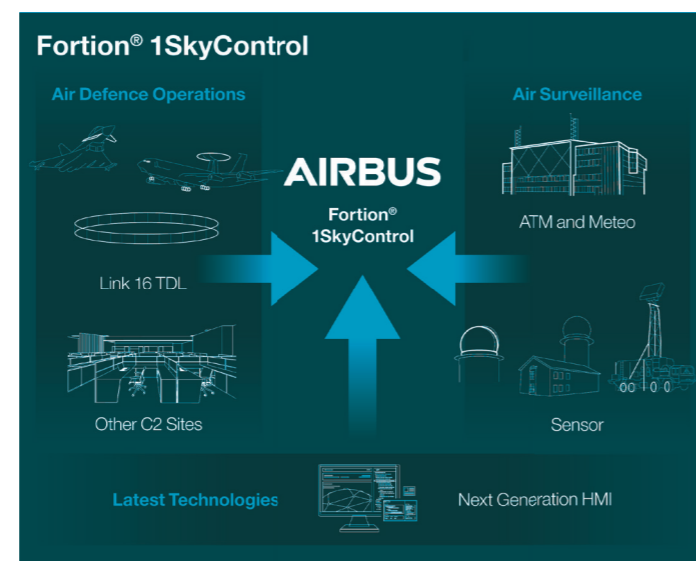 Fortion® 1SkyControl
Air Defence Operations
Link 16 TDL
Other C2 Sites
AIRBUS
Fortion®
1SkyControl
Air Surveillance
ATM and Meteo
Sensor
Latest Technologies
Next Generation HMI